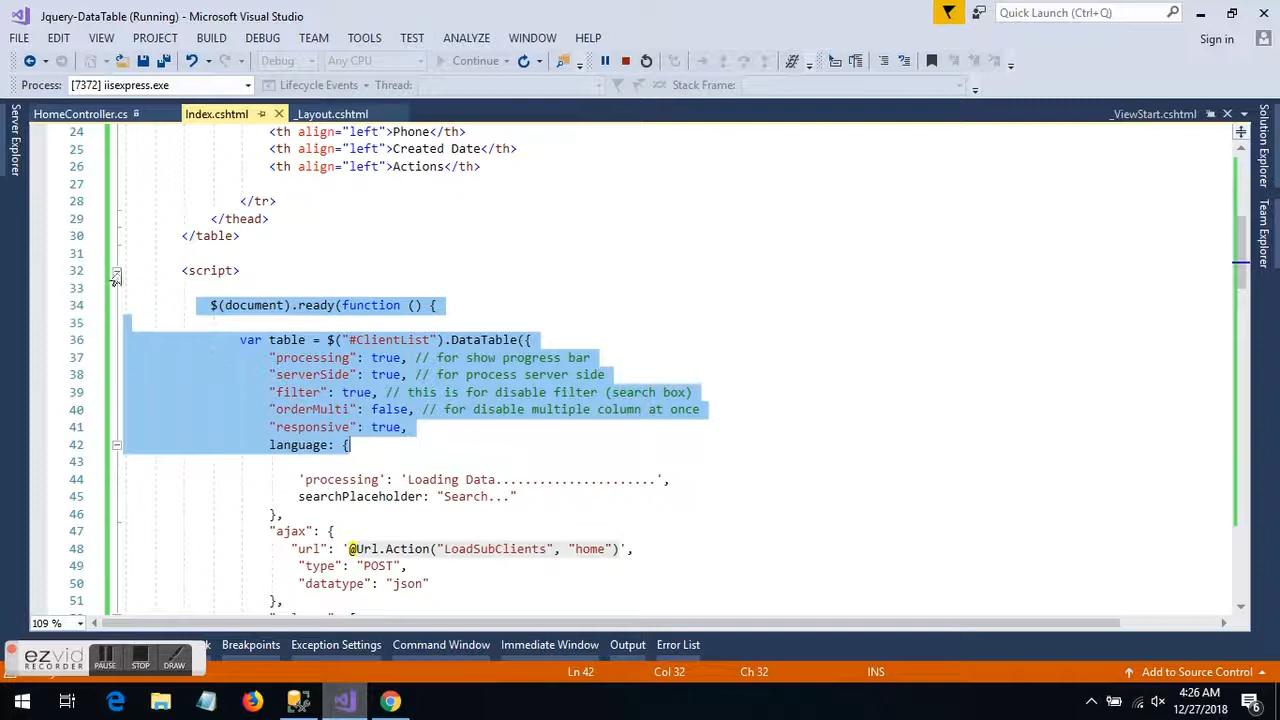 Jquery-DataTable (Running) - Microsoft Visual Studio
Quick Launch (Ctrl+Q)
FILE EDIT VIEW PROJECT BUILD DEBUG TEAM TOOLS TEST ANALYZE WINDOW HELP
Sign in
Debug Any CPU Continue
Process: [7372] iisexpress.exe Lifecycle Events Thread: Stack Frame:
HomeController.cs Index.cshtml _Layout.cshtml _ViewStart.cshtml
Server Explorer
Solution Explorer
Team Explorer
24 <th align="left">Phone</th>
25 <th align="left">Created Date</th>
26 <th align="left">Actions</th>
27
28 </tr>
29 </thead>
30 </table>
31
32 <script>
33
34 $(document).ready(function () {
35
36 var table = $("#ClientList").DataTable({
37 "processing": true, // for show progress bar
38 "serverSide": true, // for process server side
39 "filter": true, // this is for disable filter (search box)
40 "orderMulti": false, // for disable multiple column at once
41 "responsive": true,
42 language: {
43
44 'processing': 'Loading Data......................',
45 searchPlaceholder: "Search..."
46 },
47 "ajax": {
48 "url": '@Url.Action("LoadSubClients", "home")',
49 "type": "POST",
50 "datatype": "json"
51 },
109 %
Breakpoints Exception Settings Command Window Immediate Window Output Error List
ezvid
RECORDER
PAUSE STOP DRAW
Ln 42 Col 32 Ch 32 INS Add to Source Control
4:26 AM
12/27/2018
6